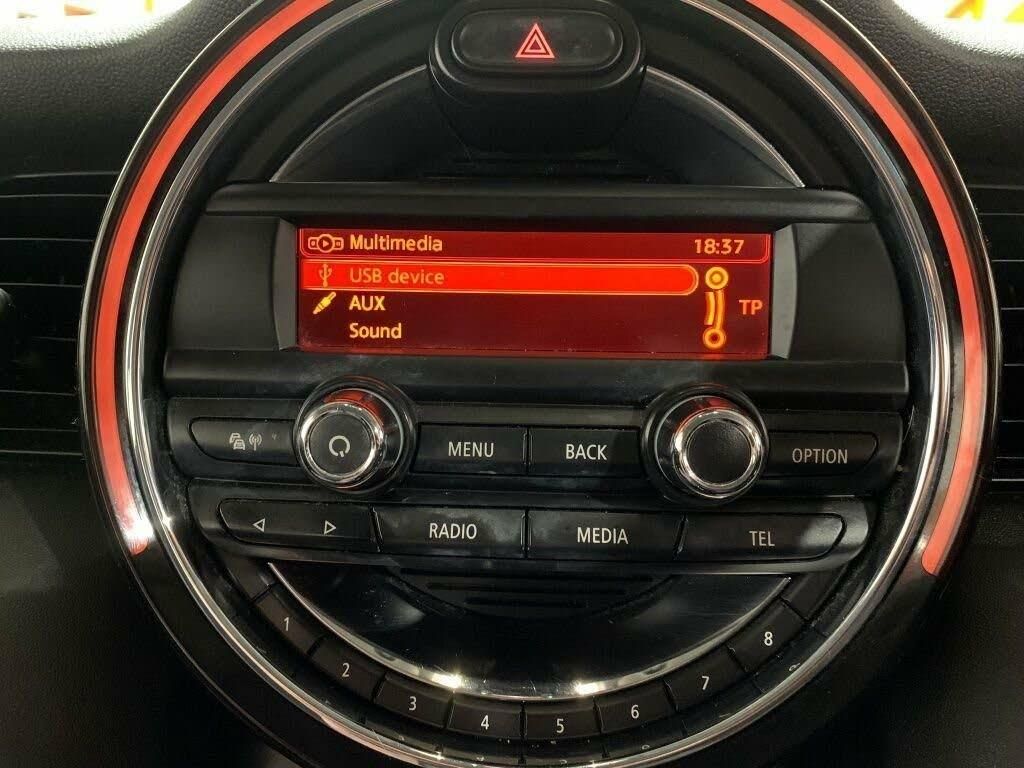 Multimedia 18:37
USB device
AUX TP
Sound
MENU BACK OPTION
RADIO MEDIA TEL
1 2 3 4 5 6 7 8